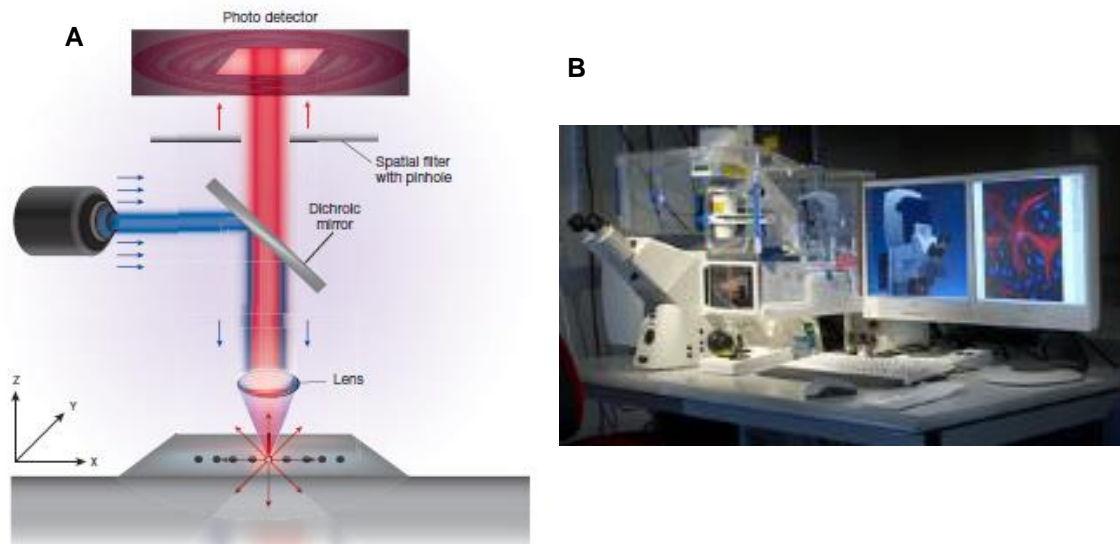 Photo detector
A
B
Spatial filter
with pinhole
Dichroic
mirror
Lens
Z
Y
X